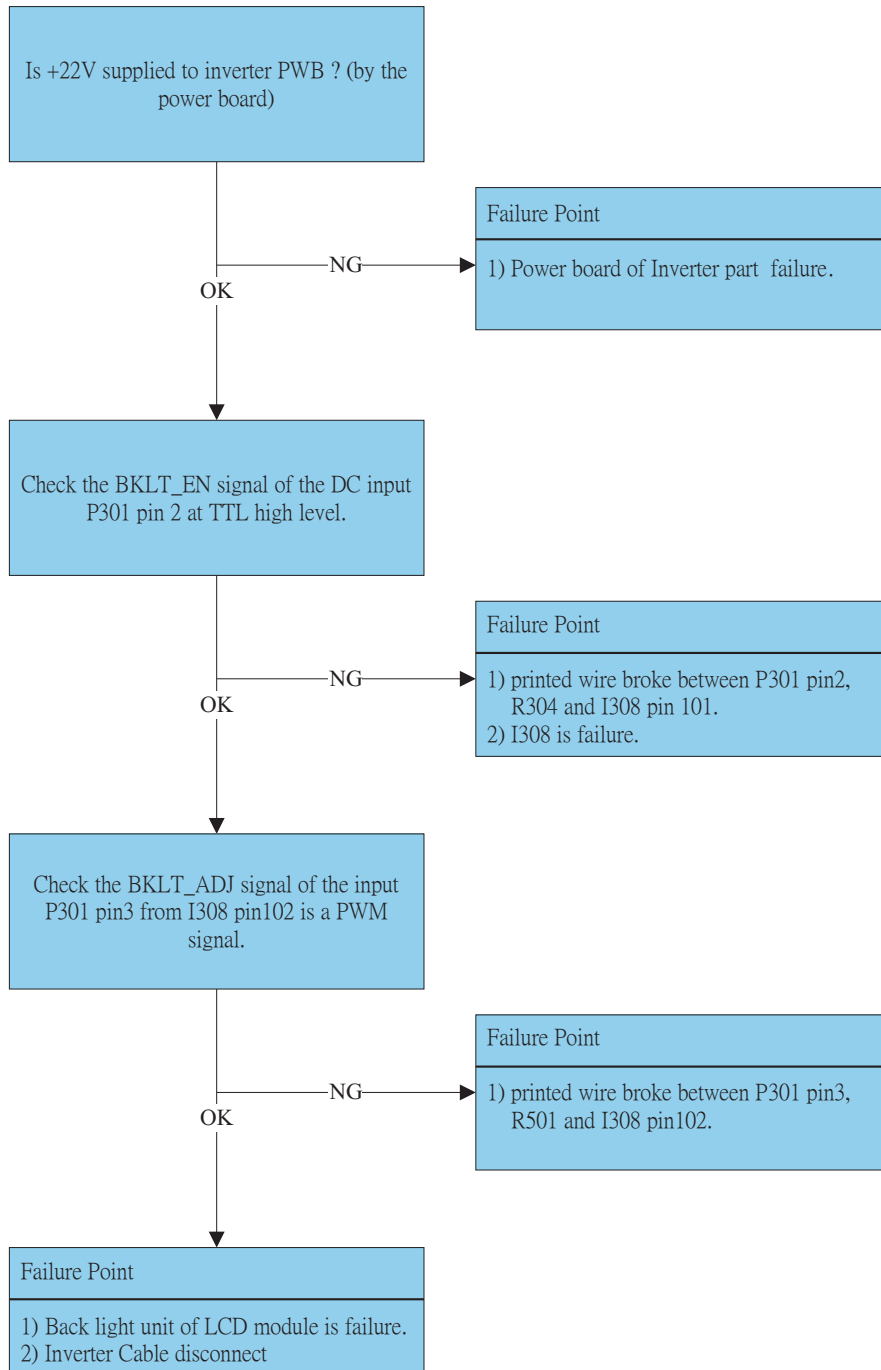 Is +22V supplied to inverter PWB ? (by the
power board)
NG
OK
Failure Point
1) Power board of Inverter part  failure.
Check the BKLT_EN signal of the DC input
P301 pin 2 at TTL high level.
NG
OK
Failure Point
1) printed wire broke between P301 pin2,
R304 and I308 pin 101.
2) I308 is failure.
Check the BKLT_ADJ signal of the input
P301 pin3 from I308 pin102 is a PWM
signal.
NG
OK
Failure Point
1) printed wire broke between P301 pin3,
R501 and I308 pin102.
Failure Point
1) Back light unit of LCD module is failure.
2) Inverter Cable disconnect